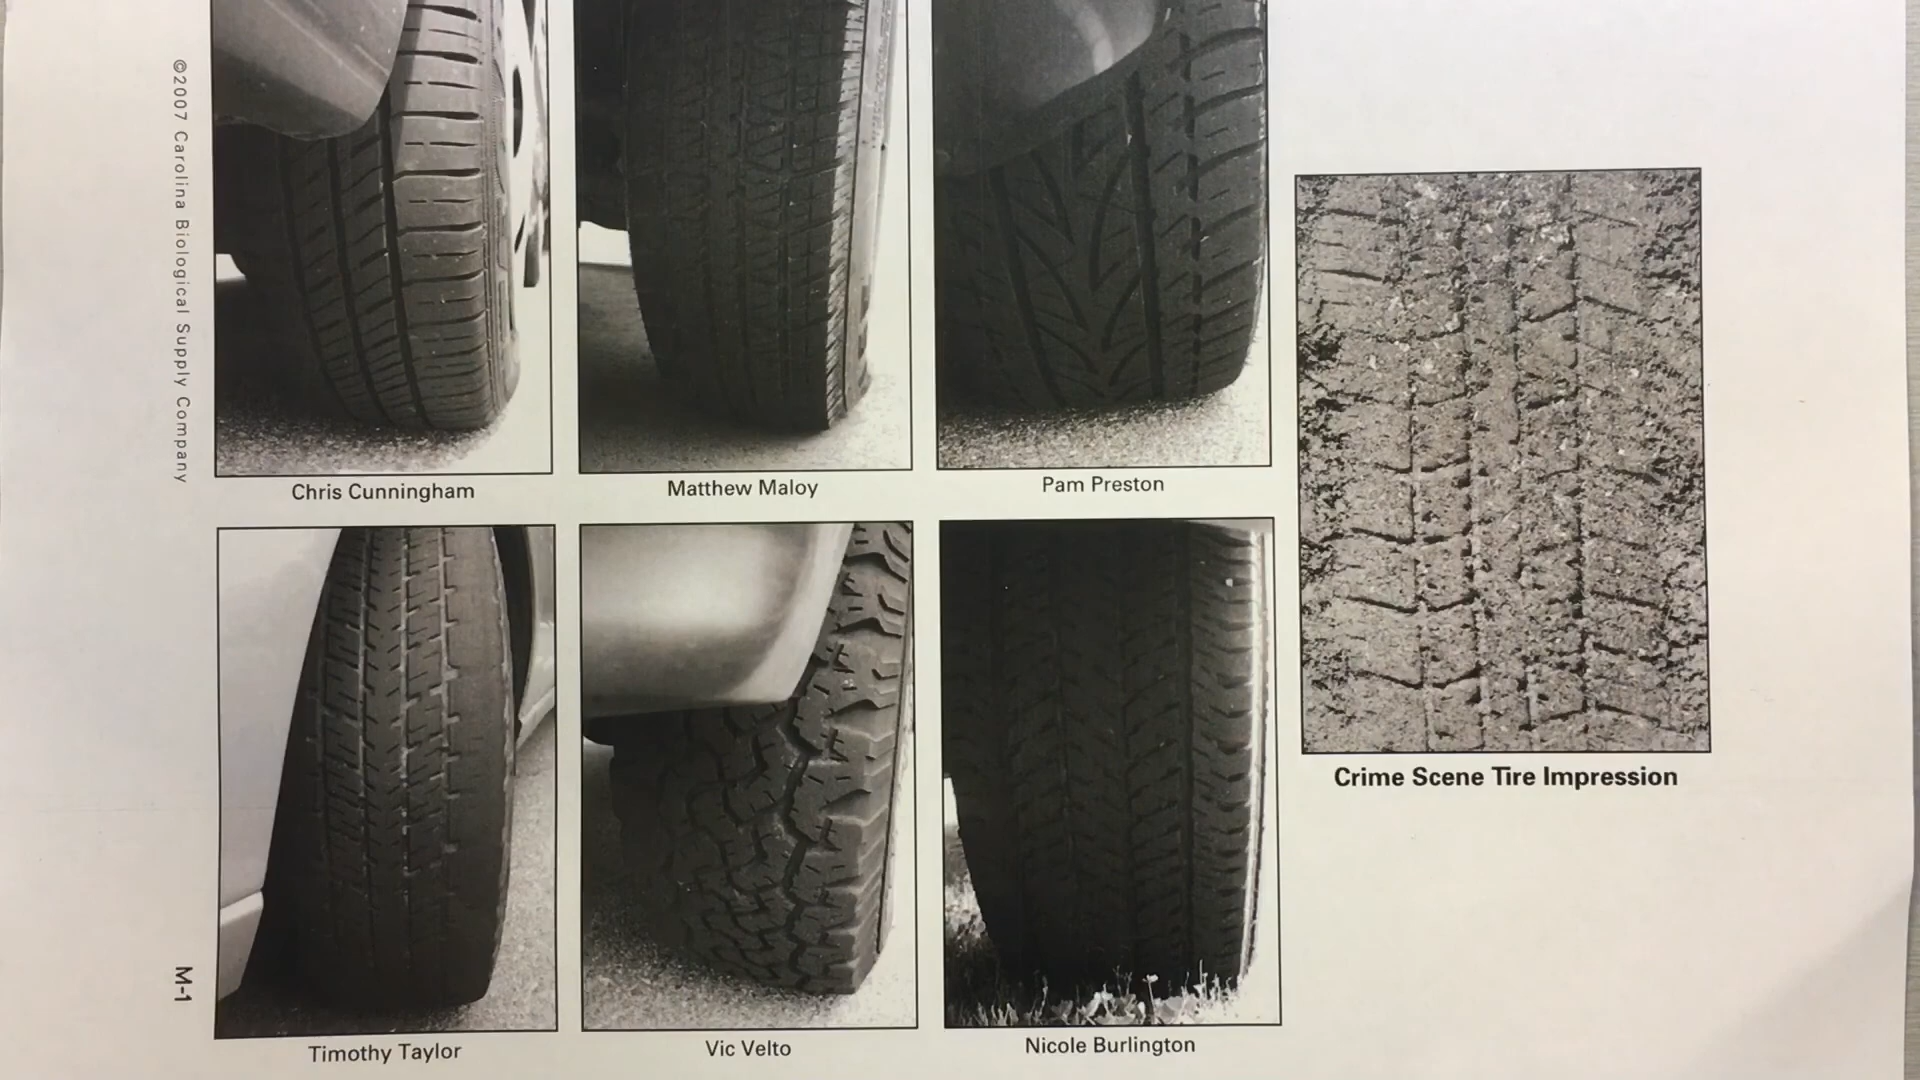 ©2007 Carolina Biological Supply Company
Chris Cunningham
Matthew Maloy
Pam Preston
Crime Scene Tire Impression
M-1
Timothy Taylor
Vic Velto
Nicole Burlington